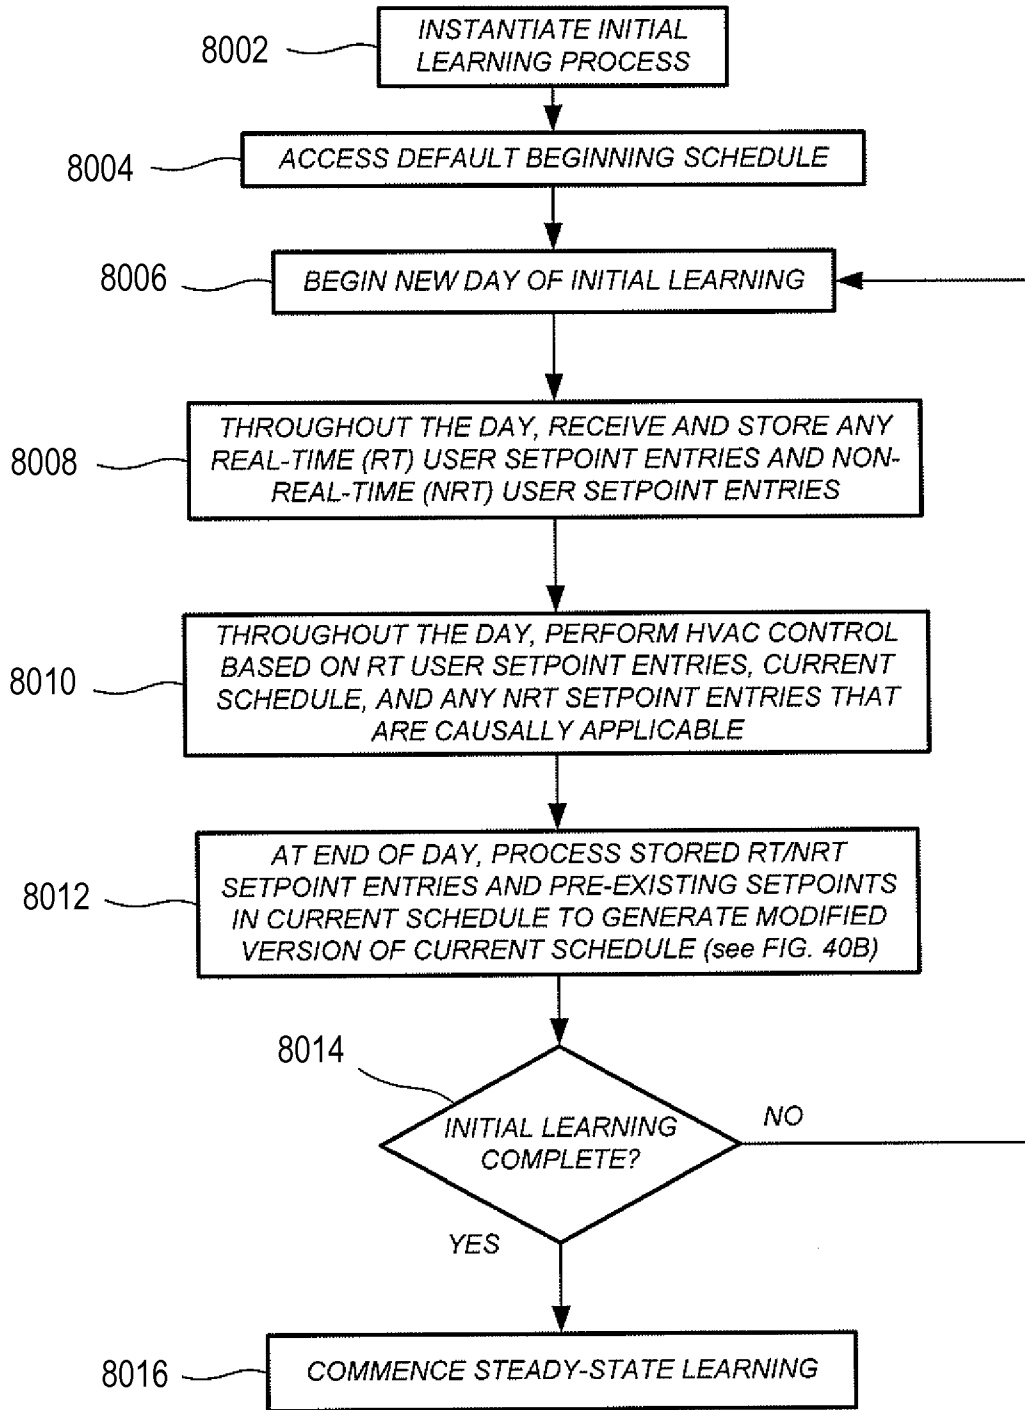 8002
INSTANTIATE INITIAL
LEARNING PROCESS
8004
ACCESS DEFAULT BEGINNING SCHEDULE
8006
BEGIN NEW DAY OF INITIAL LEARNING
8008
THROUGHOUT THE DAY, RECEIVE AND STORE ANY
REAL-TIME (RT) USER SETPOINT ENTRIES AND NON-
REAL-TIME (NRT) USER SETPOINT ENTRIES
8010
THROUGHOUT THE DAY, PERFORM HVAC CONTROL
BASED ON RT USER SETPOINT ENTRIES, CURRENT
SCHEDULE, AND ANY NRT SETPOINT ENTRIES THAT
ARE CAUSALLY APPLICABLE
8012
AT END OF DAY, PROCESS STORED RT/NRT
SETPOINT ENTRIES AND PRE-EXISTING SETPOINTS
IN CURRENT SCHEDULE TO GENERATE MODIFIED
VERSION OF CURRENT SCHEDULE (see FIG. 40B)
8014
INITIAL LEARNING
COMPLETE?
NO
YES
8016
COMMENCE STEADY-STATE LEARNING